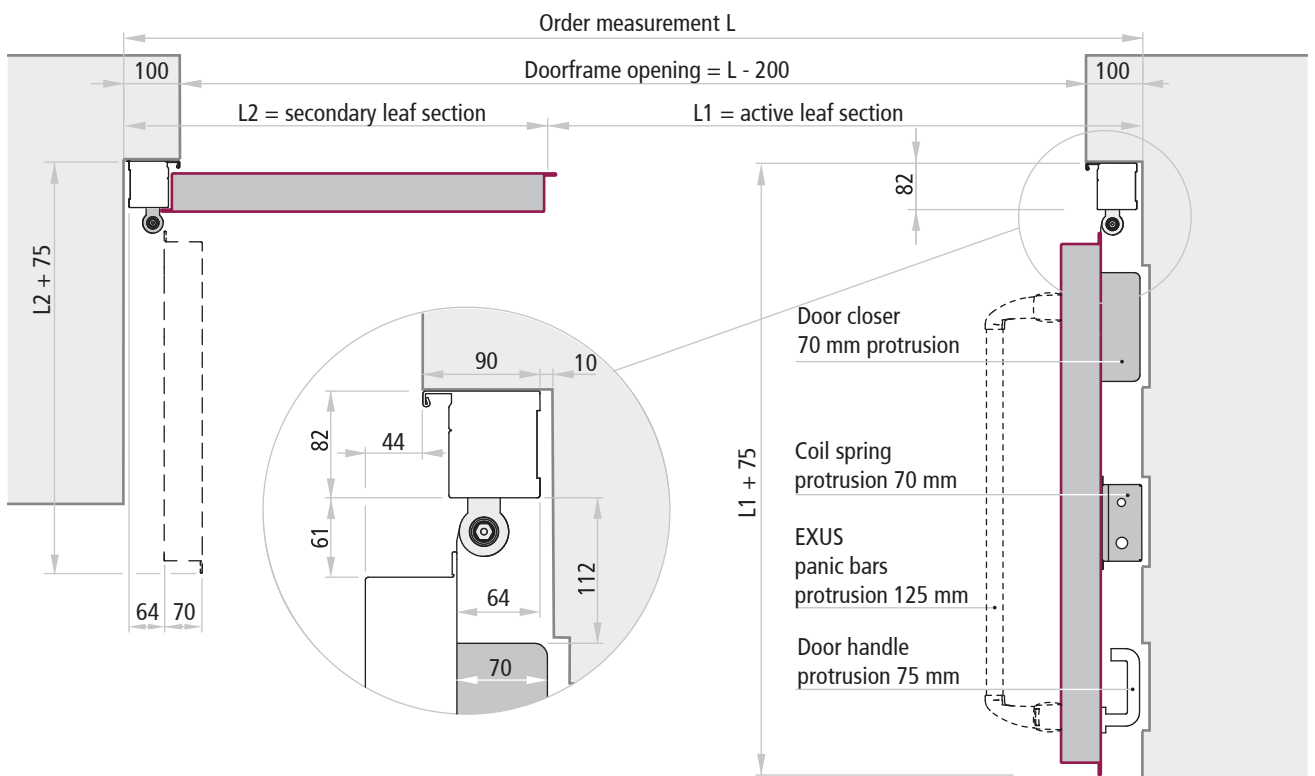 Order measurement L
100
Doorframe opening = L - 200
100
L2 = secondary leaf section
L1 = active leaf section
82
L2 + 75
Door closer
70 mm protrusion
90
10
82
44
Coil spring
protrusion 70 mm
L1 + 75
61
112
EXUS
panic bars
protrusion 125 mm
64
64
70
Door handle
protrusion 75 mm
70